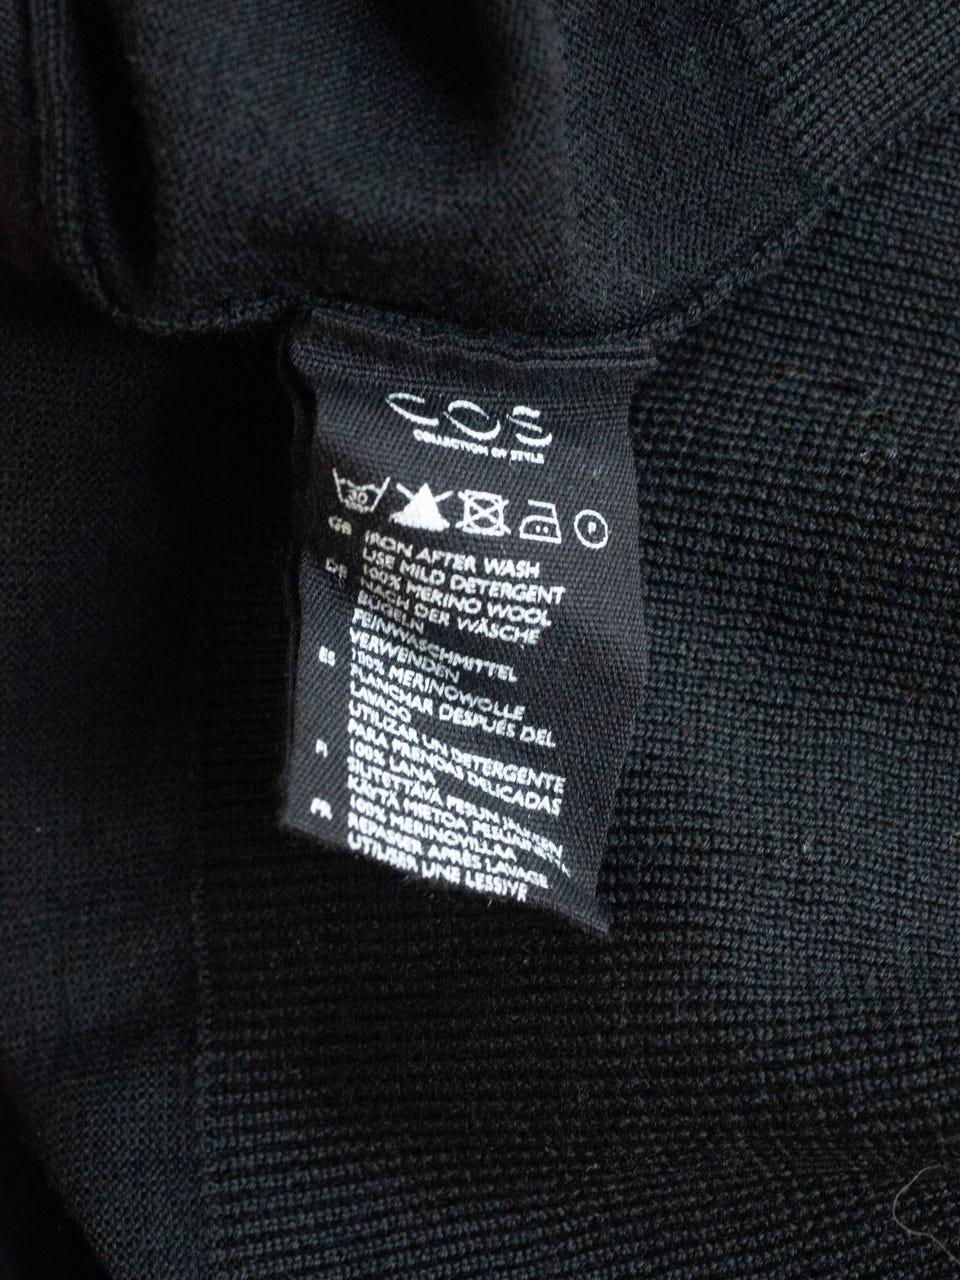 COS
COLLECTION OF STYLE
30 P
GB IRON AFTER WASH
USE MILD DETERGENT
100% MERINO WOOL
DE NACH DER WÄSCHE
BÜGELN
FEINWASCHMITTEL
VERWENDEN
100% MERINOWOLLE
ES PLANCHAR DESPUÉS DEL
LAVADO
UTILIZAR UN DETERGENTE
PARA PRENDAS DELICADAS
100% LANA
FI SILITETTÄVÄ PESUN JÄLKEEN
KÄYTÄ MIETOA PESUAINETTA
100% MERINOVILLAA
FR REPASSER APRÈS LAVAGE
UTILISER UNE LESSIVE